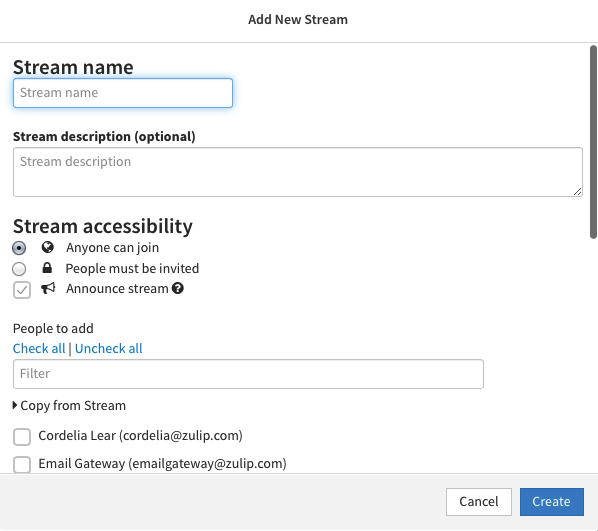 Add New Stream
Stream name
Stream name
Stream description (optional)
Stream description
Stream accessibility
Anyone can join
People must be invited
Announce stream
People to add
Check all | Uncheck all
Filter
Copy from Stream
Cordelia Lear (cordelia@zulip.com)
Email Gateway (emailgateway@zulip.com)
Cancel Create